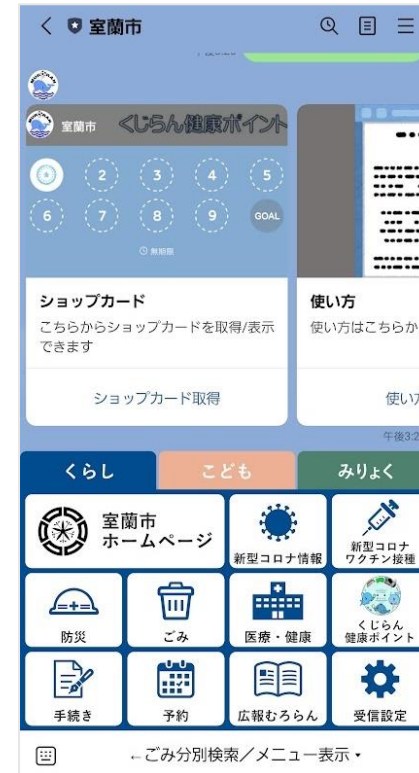 室蘭市
室蘭市 くじらん健康ポイント
2 3 4 5
6 7 8 9 GOAL
無期限
ショップカード
こちらからショップカードを取得/表示
できます
ショップカード取得
使い方
使い方はこちらか
使い方
午後3:2
くらし
こども
みりょく
室蘭市
ホームページ
新型コロナ情報
新型コロナ
ワクチン接種
防災
ごみ
医療・健康
くじらん
健康ポイント
手続き
予約
広報むろらん
受信設定
←ごみ分別検索／メニュー表示▾